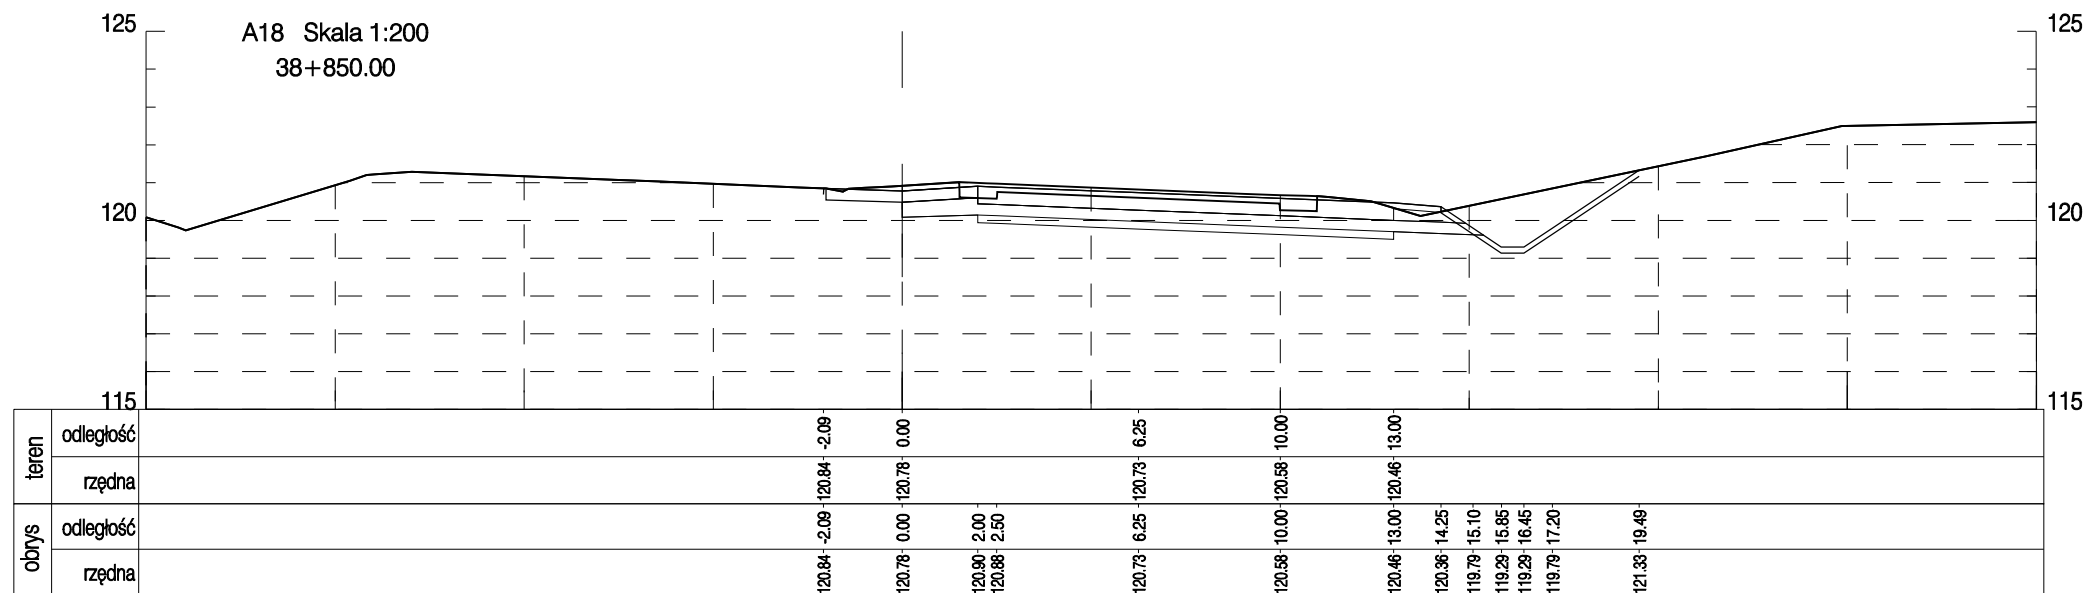 125
125
A18 Skala 1:200
38+850.00
120
120
115
115
teren
odległość -2.09 0.00 6.25 10.00 13.00
rzędna 120.84 120.78 120.73 120.58 120.46
obrys
odległość -2.09 0.00 2.00 2.50 6.25 10.00 13.00 14.25 15.10 15.85 16.45 17.20 19.49
rzędna 120.84 120.78 120.90 120.88 120.73 120.58 120.46 120.36 119.79 119.29 119.29 119.79 121.33